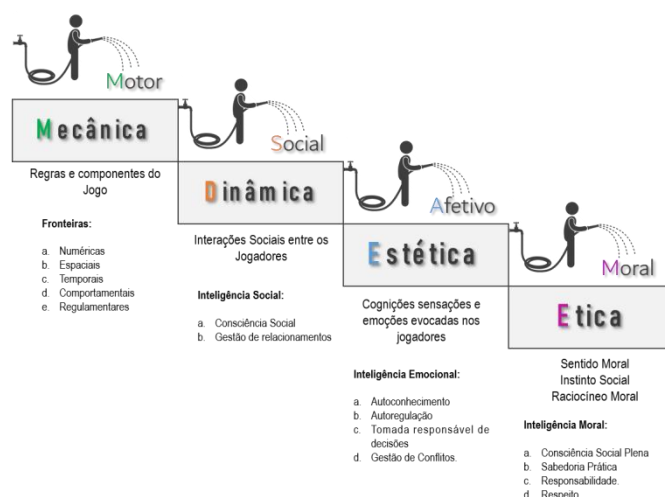 Motor
Mecânica
Regras e componentes do
Jogo
Fronteiras:
a. Numéricas
b. Espaciais
c. Temporais
d. Comportamentais
e. Regulamentares
Social
Dinâmica
Interações Sociais entre os
Jogadores
Inteligência Social:
a. Consciência Social
b. Gestão de relacionamentos
Afetivo
Estética
Cognições sensações e
emoções evocadas nos
jogadores
Inteligência Emocional:
a. Autoconhecimento
b. Autoregulação
c. Tomada responsável de
decisões
d. Gestão de Conflitos.
Moral
Etica
Sentido Moral
Instinto Social
Raciocíneo Moral
Inteligência Moral:
a. Consciência Social Plena
b. Sabedoria Prática
c. Responsabilidade.
d. Respeito